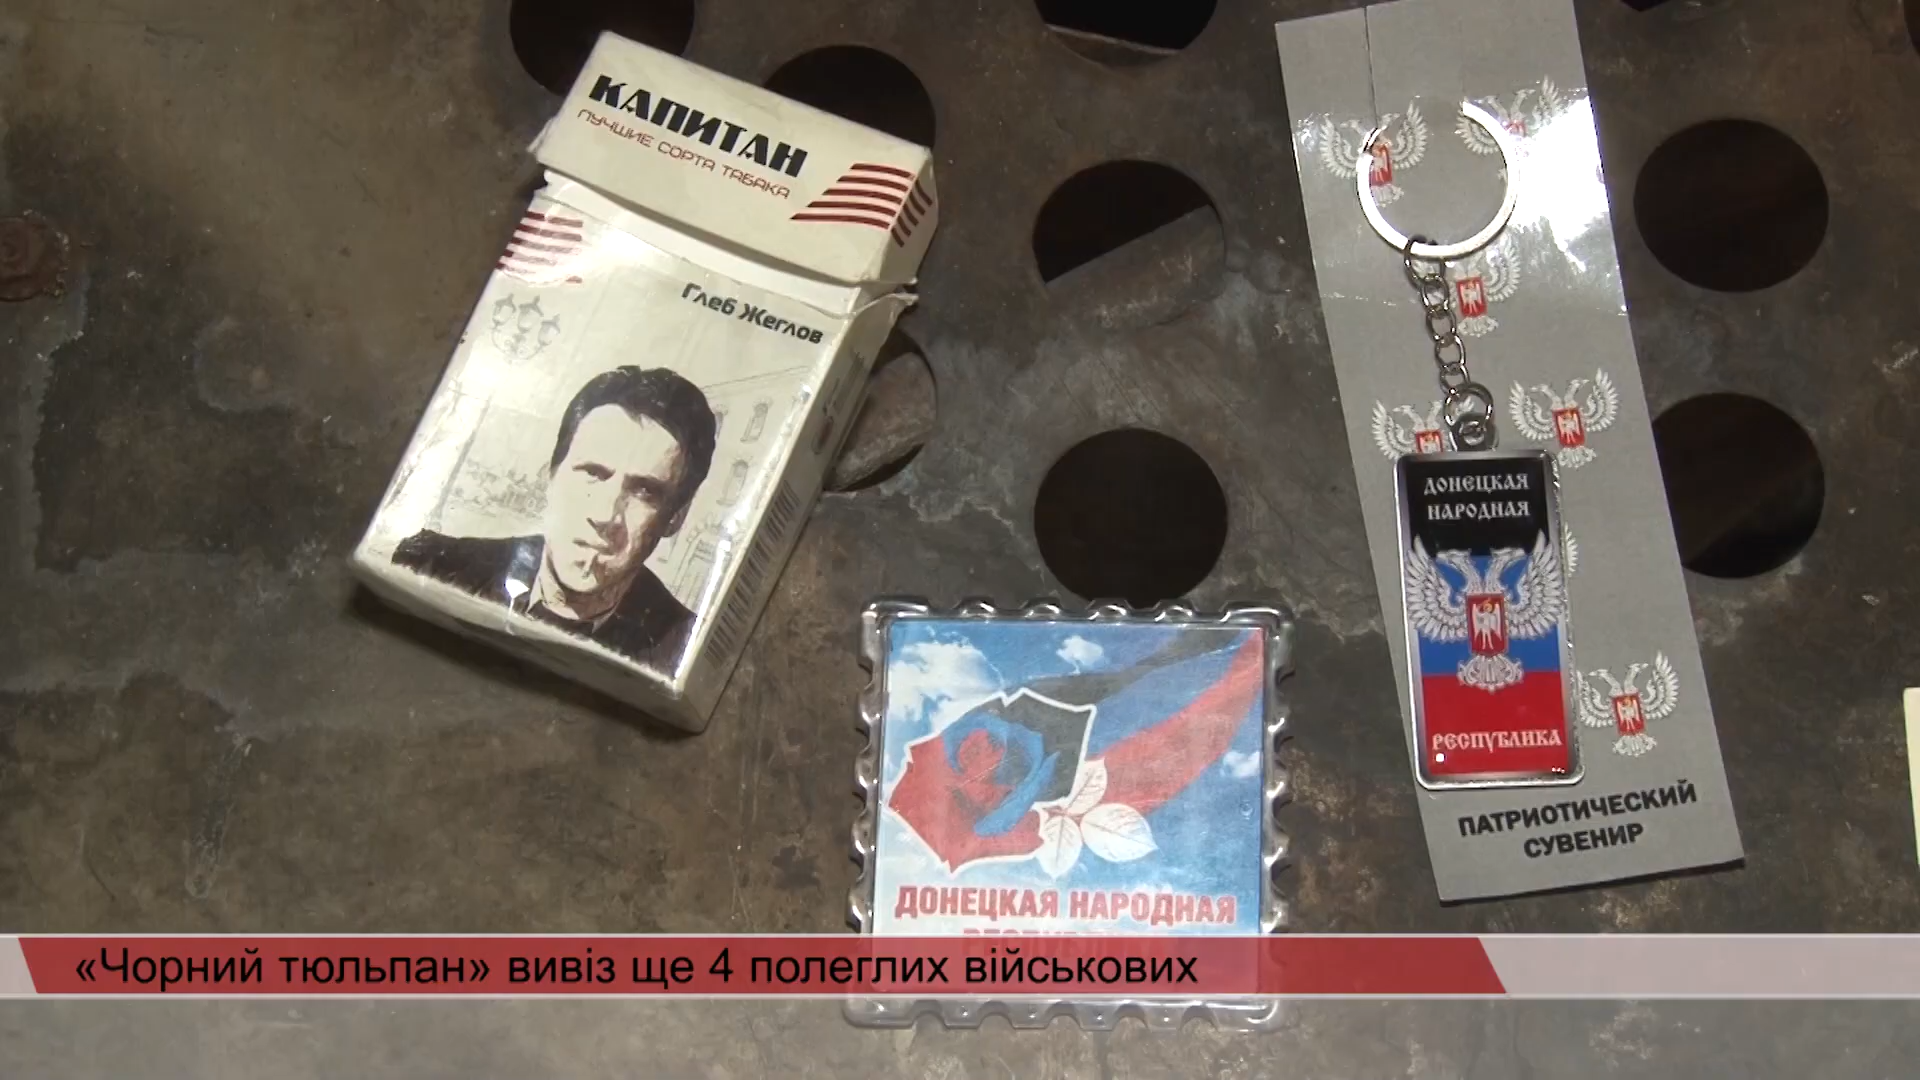 КАПИТАН
ЛУЧШИЕ СОРТА ТАБАКА
Глеб Жеглов
ДОНЕЦКАЯ
НАРОДНАЯ
РЕСПУБЛИКА
ПАТРИОТИЧЕСКИЙ
СУВЕНИР
ДОНЕЦКАЯ НАРОДНАЯ
РЕСПУБЛИКА
«Чорний тюльпан» вивіз ще 4 полеглих військових